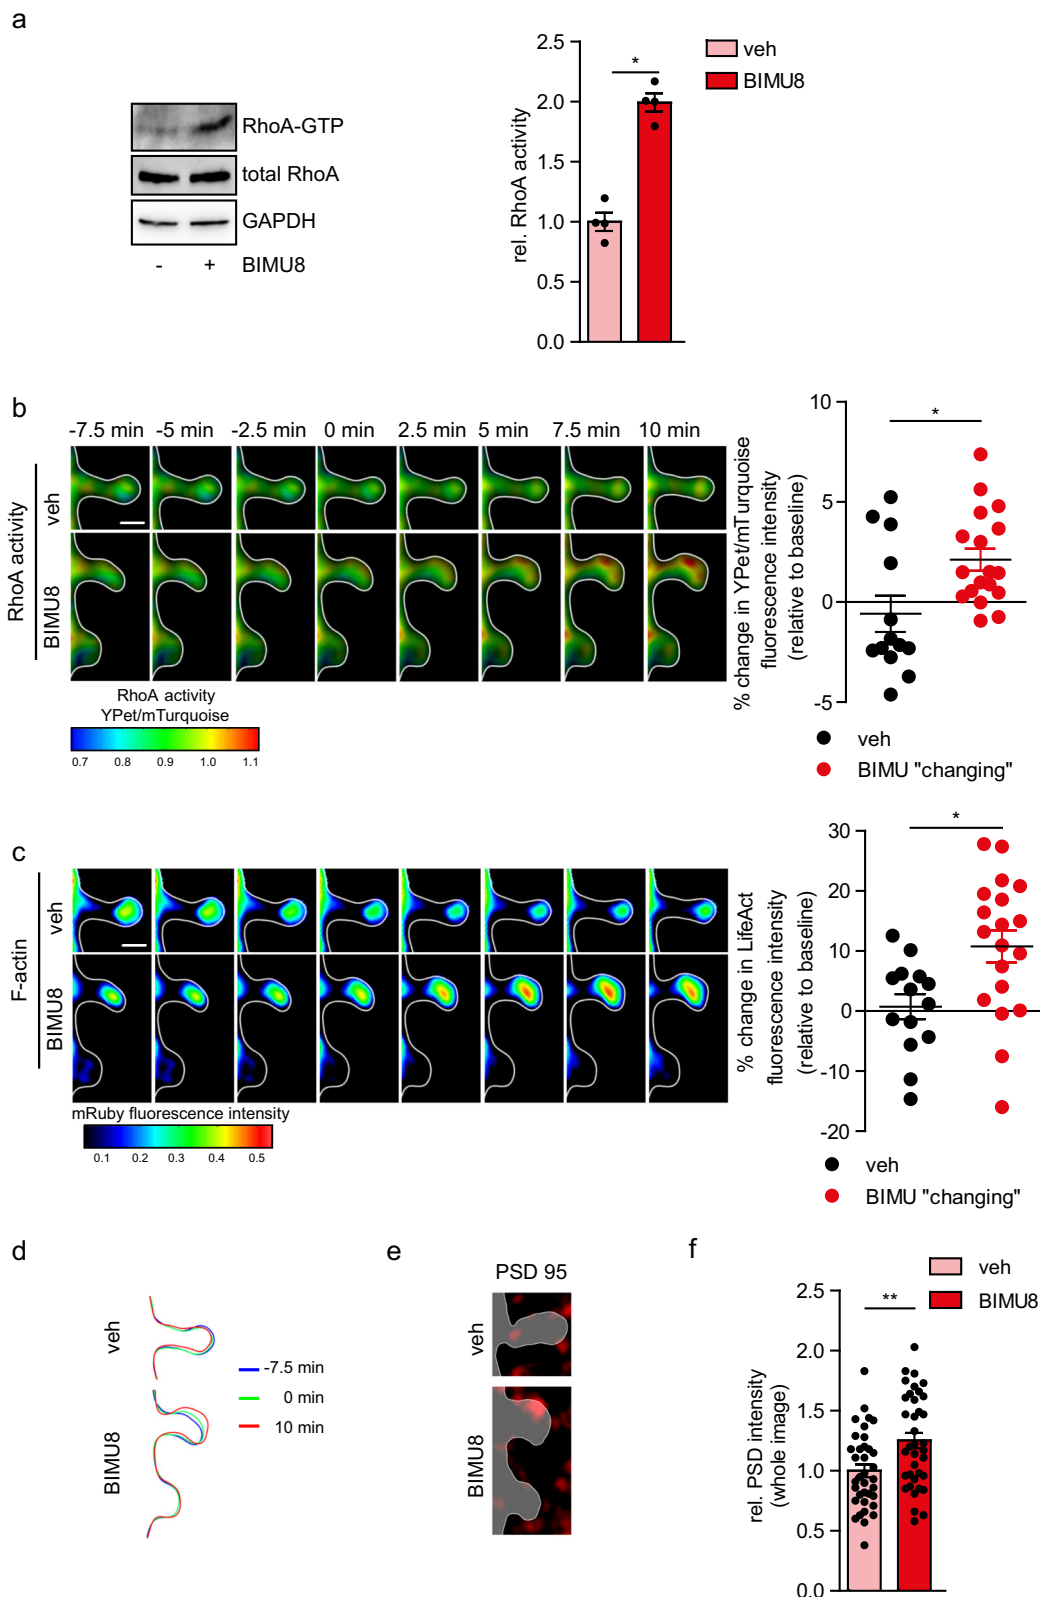 a
RhoA-GTP
total RhoA
GAPDH
- + BIMU8
rel. RhoA activity
2.5
2.0
1.5
1.0
0.5
0.0
*
veh
BIMU8
b
-7.5 min -5 min -2.5 min 0 min 2.5 min 5 min 7.5 min 10 min
RhoA activity
veh
BIMU8
RhoA activity
YPet/mTurquoise
0.7 0.8 0.9 1.0 1.1
% change in YPet/mTurquoise
fluorescence intensity
(relative to baseline)
10
5
0
-5
*
veh
BIMU "changing"
c
F-actin
veh
BIMU8
mRuby fluorescence intensity
0.1 0.2 0.3 0.4 0.5
% change in LifeAct
fluorescence intensity
(relative to baseline)
30
20
10
0
-10
-20
*
veh
BIMU "changing"
d
veh
BIMU8
-7.5 min
0 min
10 min
e
PSD 95
veh
BIMU8
f
rel. PSD intensity
(whole image)
2.5
2.0
1.5
1.0
0.5
0.0
**
veh
BIMU8